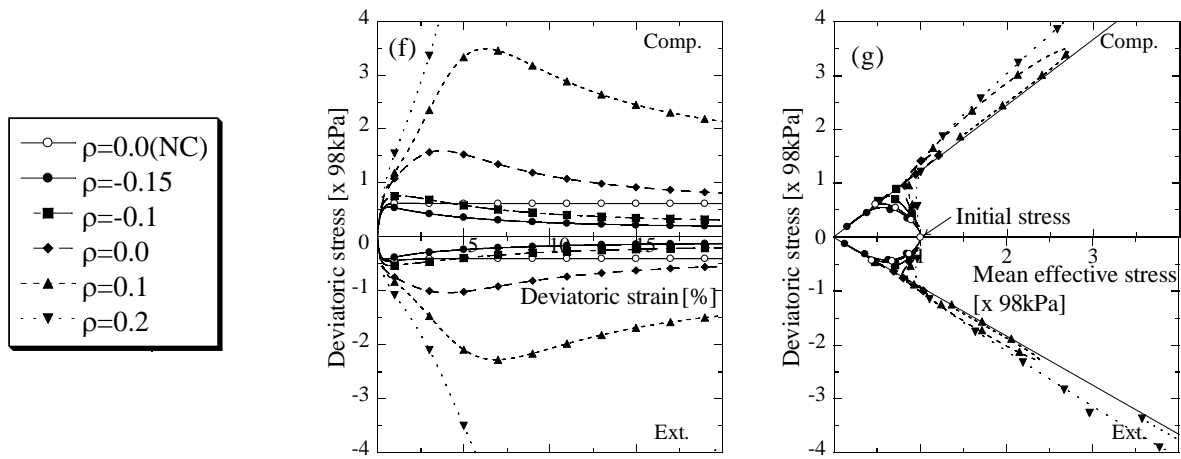 ρ=0.0(NC)
ρ=-0.15
ρ=-0.1
ρ=0.0
ρ=0.1
ρ=0.2
(f)
Comp.
Deviatoric stress [x 98kPa]
4
3
2
1
0
-1
-2
-3
-4
5
10
15
Deviatoric strain [%]
Ext.
(g)
Comp.
Deviatoric stress [x 98kPa]
4
3
2
1
0
-1
-2
-3
-4
Initial stress
1
2
3
Mean effective stress
[x 98kPa]
Ext.